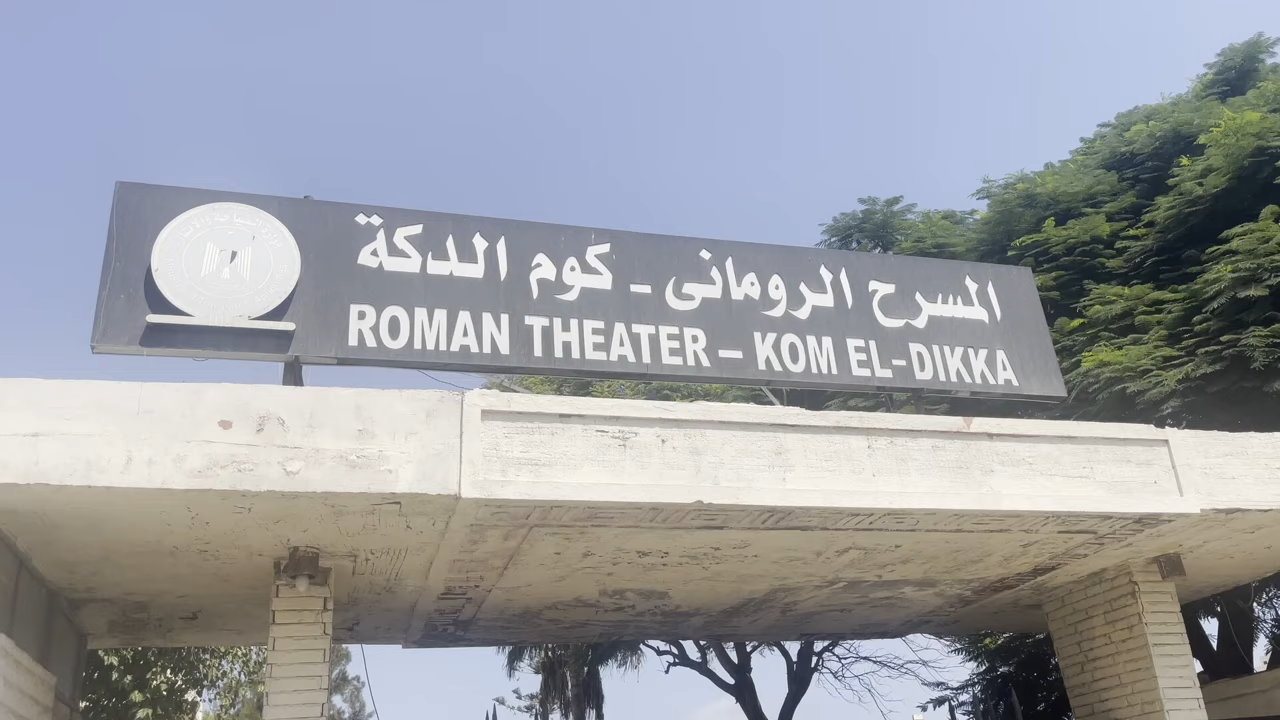 المسرح الرومانى - كوم الدكة
ROMAN THEATER – KOM EL-DIKKA